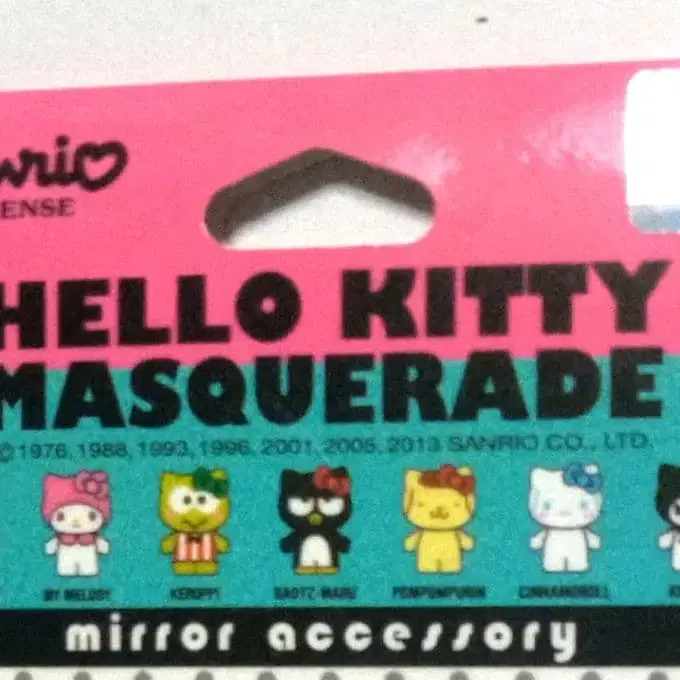 nrio
ENSE
HELLO KITTY
MASQUERADE
©1976, 1988, 1993, 1996, 2001, 2005, 2013 SANRIO CO., LTD.
MY MELODY KEROPPI BADTZ-MARU POMPOMPURIN CINNAMOROLL
mirror accessory